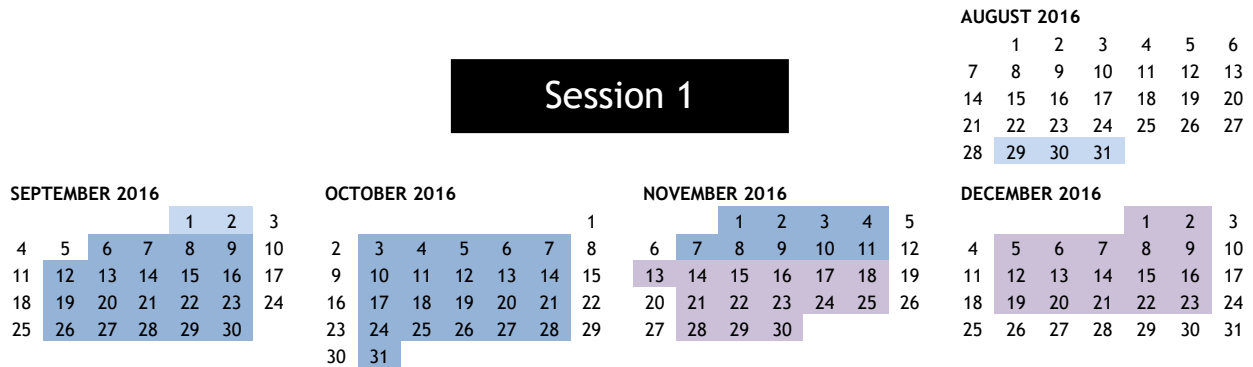 AUGUST 2016
1 2 3 4 5 6
7 8 9 10 11 12 13
Session 1
14 15 16 17 18 19 20
21 22 23 24 25 26 27
28 29 30 31
SEPTEMBER 2016
1 2 3
4 5 6 7 8 9 10
11 12 13 14 15 16 17
18 19 20 21 22 23 24
25 26 27 28 29 30
OCTOBER 2016
1
2 3 4 5 6 7 8
9 10 11 12 13 14 15
16 17 18 19 20 21 22
23 24 25 26 27 28 29
30 31
NOVEMBER 2016
1 2 3 4 5
6 7 8 9 10 11 12
13 14 15 16 17 18 19
20 21 22 23 24 25 26
27 28 29 30
DECEMBER 2016
1 2 3
4 5 6 7 8 9 10
11 12 13 14 15 16 17
18 19 20 21 22 23 24
25 26 27 28 29 30 31